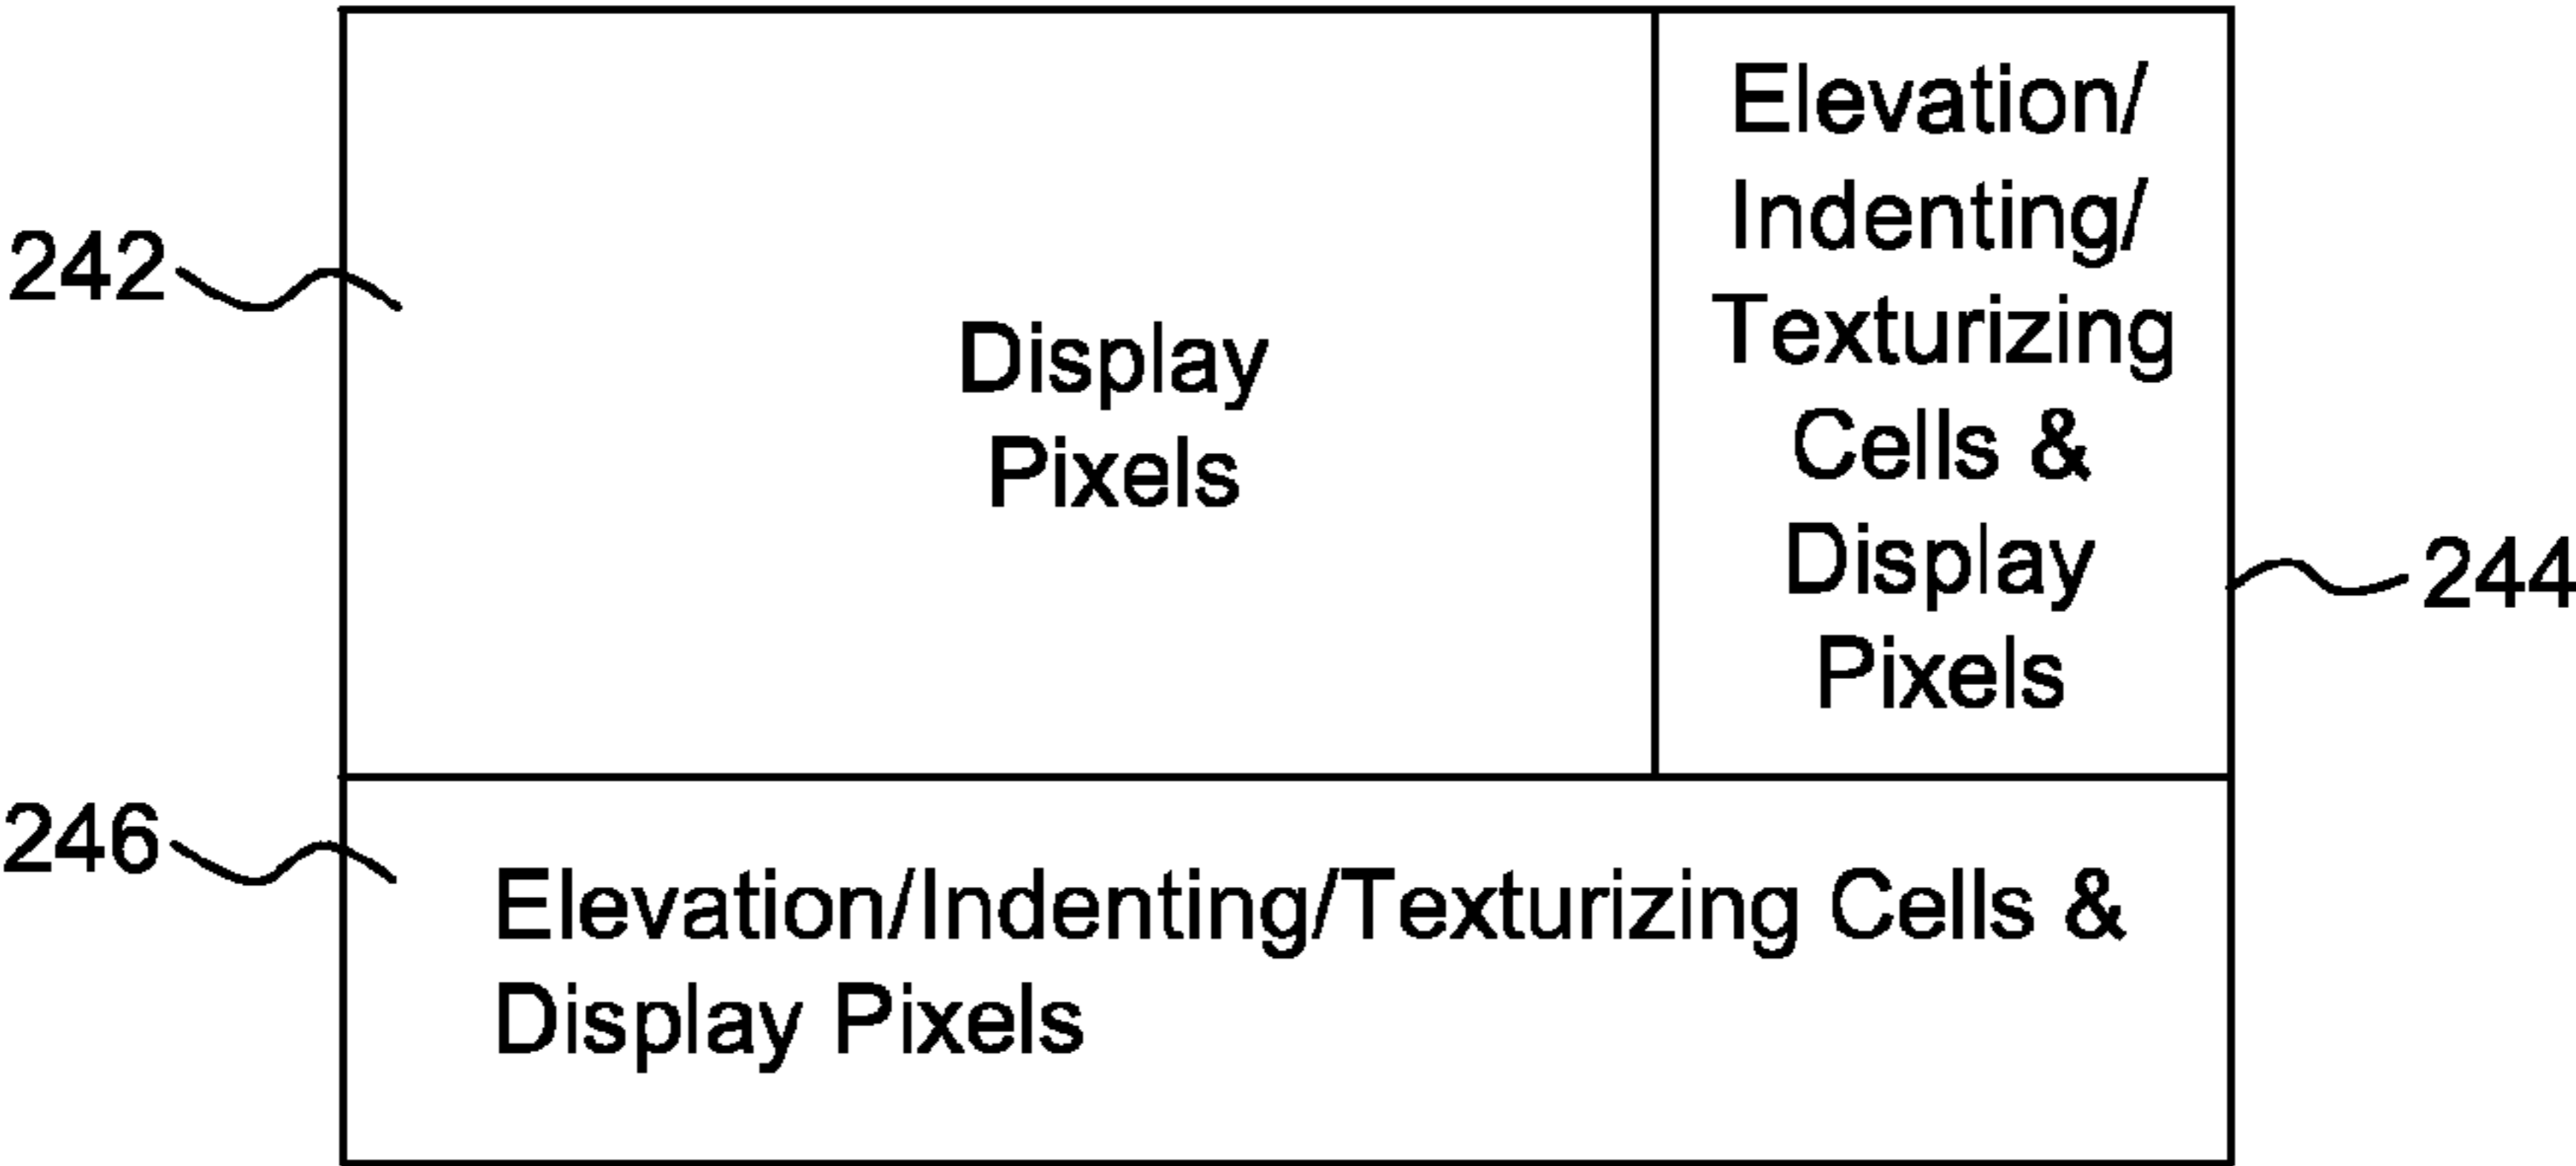 242
Display
Pixels
Elevation/
Indenting/
Texturizing
Cells &
Display
Pixels
244
246
Elevation/Indenting/Texturizing Cells &
Display Pixels